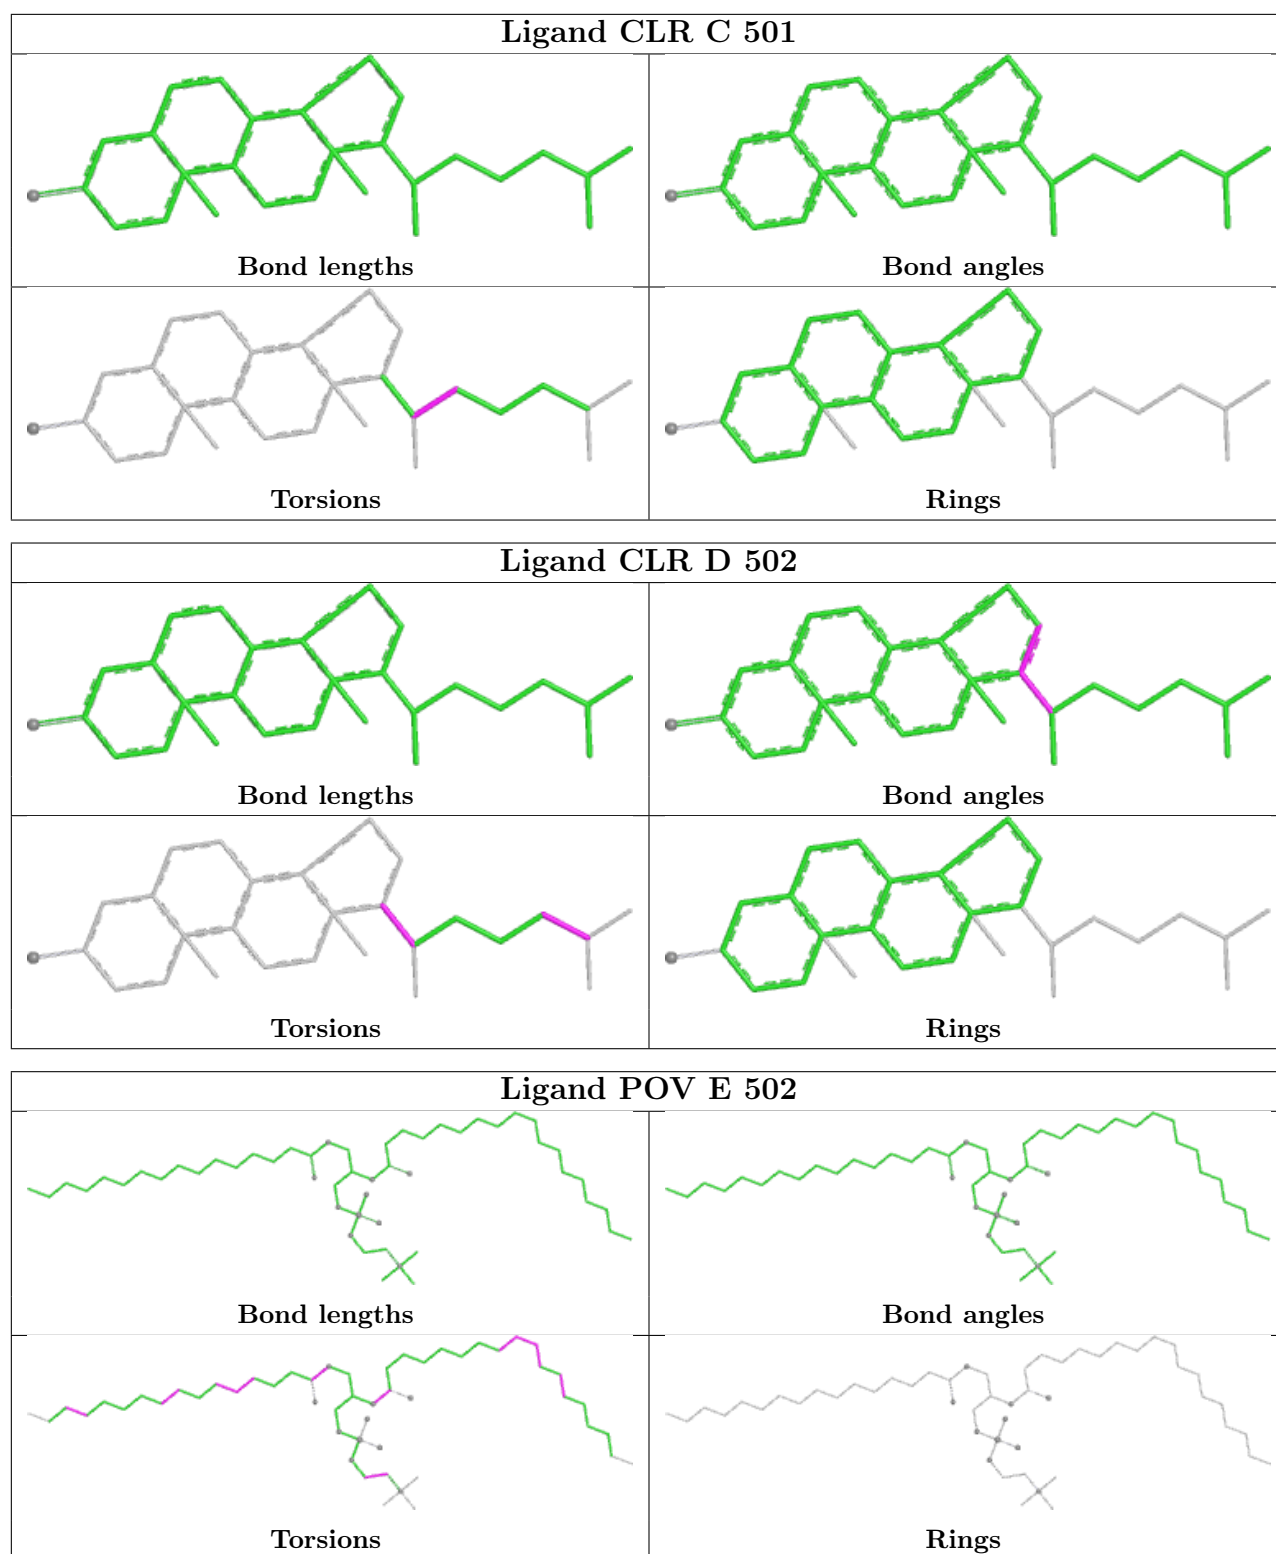 Ligand CLR C 501
Bond lengths
Bond angles
Torsions
Rings
Ligand CLR D 502
Bond lengths
Bond angles
Torsions
Rings
Ligand POV E 502
Bond lengths
Bond angles
Torsions
Rings